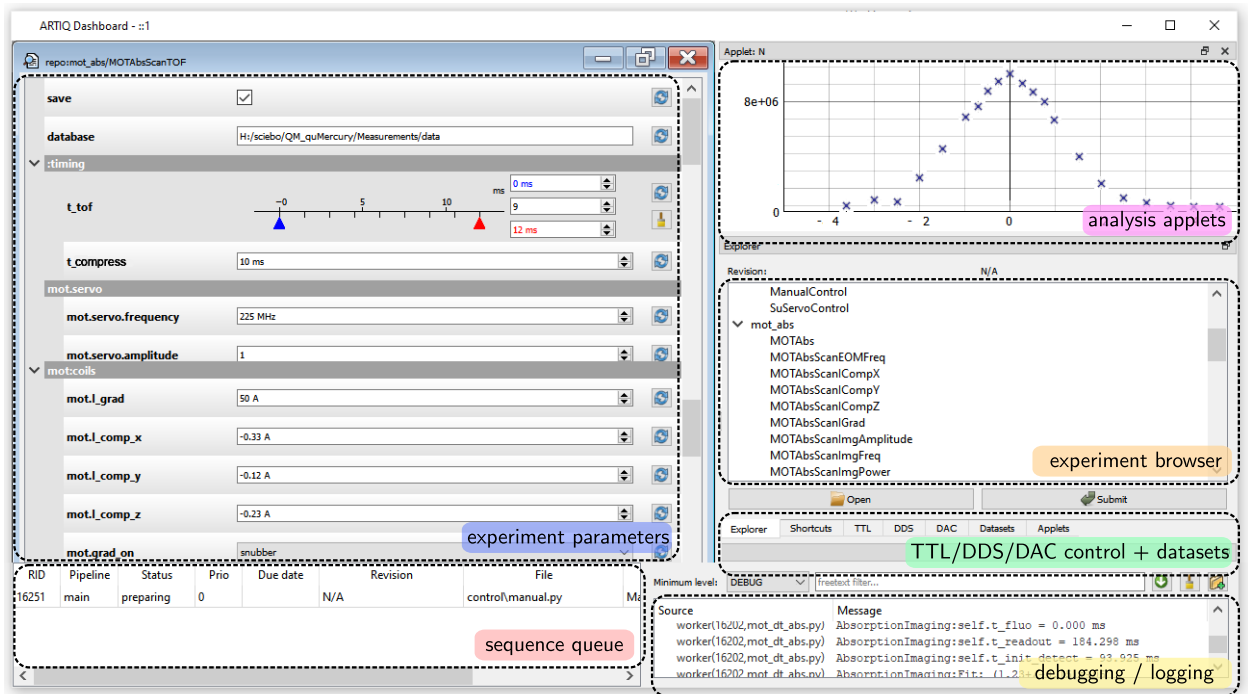 ARTIQ Dashboard - ::1
repo:mot_abs/MOTAbsScanTOF
save
database
H:/sciebo/QM_quMercury/Measurements/data
:timing
t_tof
-0
5
10
ms
0 ms
9
12 ms
t_compress
10 ms
mot.servo
mot.servo.frequency
225 MHz
mot.servo.amplitude
1
mot:coils
mot.I_grad
50 A
mot.I_comp_x
-0.33 A
mot.I_comp_y
-0.12 A
mot.I_comp_z
-0.23 A
mot.grad_on
snubber
experiment parameters
Applet: N
8e+06
0
- 4
2
0
analysis applets
Explorer
Revision:
N/A
ManualControl
SuServoControl
mot_abs
MOTAbs
MOTAbsScanEOMFreq
MOTAbsScanICompX
MOTAbsScanICompY
MOTAbsScanICompZ
MOTAbsScanIGrad
MOTAbsScanImgAmplitude
MOTAbsScanImgFreq
MOTAbsScanImgPower
experiment browser
Open
Submit
Explorer Shortcuts TTL DDS DAC Datasets Applets
TTL/DDS/DAC control + datasets
RID Pipeline Status Prio Due date Revision File
16251 main preparing 0 N/A control\manual.py Ma
sequence queue
Minimum level: DEBUG freetext filter...
Source Message
worker(16202,mot_dt_abs.py) AbsorptionImaging:self.t_fluo = 0.000 ms
worker(16202,mot_dt_abs.py) AbsorptionImaging:self.t_readout = 184.298 ms
worker(16202,mot_dt_abs.py) AbsorptionImaging:self.t_init_detect = 93.925 ms
worker(16202,mot_dt_abs.py) AbsorptionImaging:Fit: (1.23+
debugging / logging